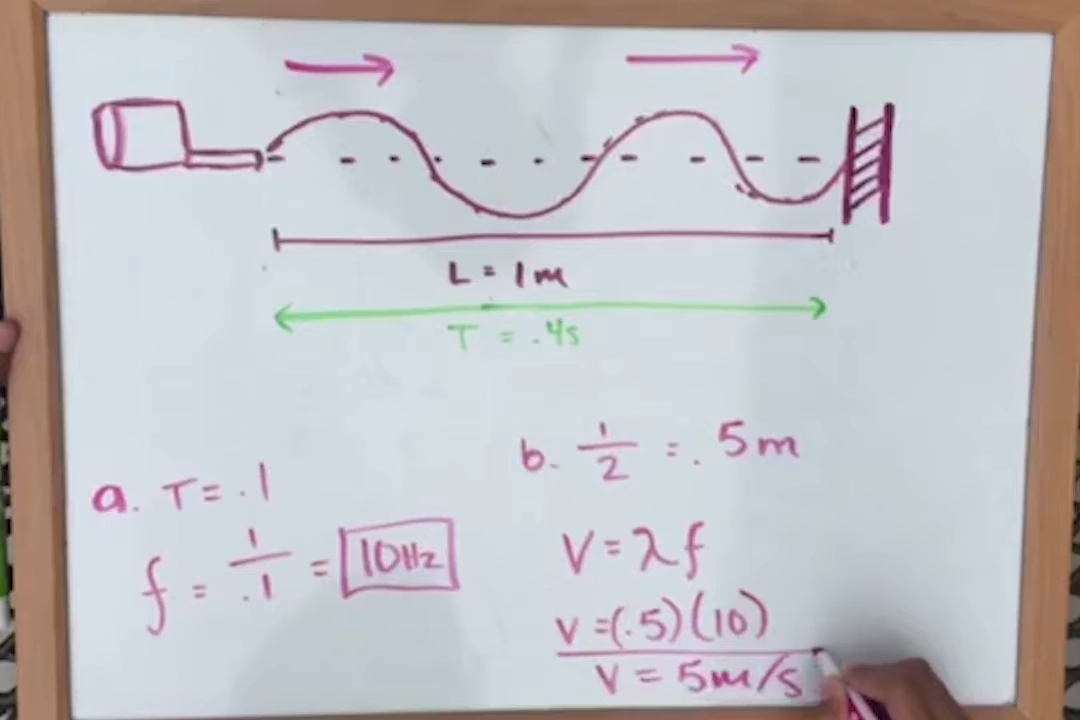 L = 1m
T = .4s
a. T = .1
f = 1/.1 = 10Hz
b. 1/2 = .5m
V = λf
V =(.5)(10)
V = 5m/s